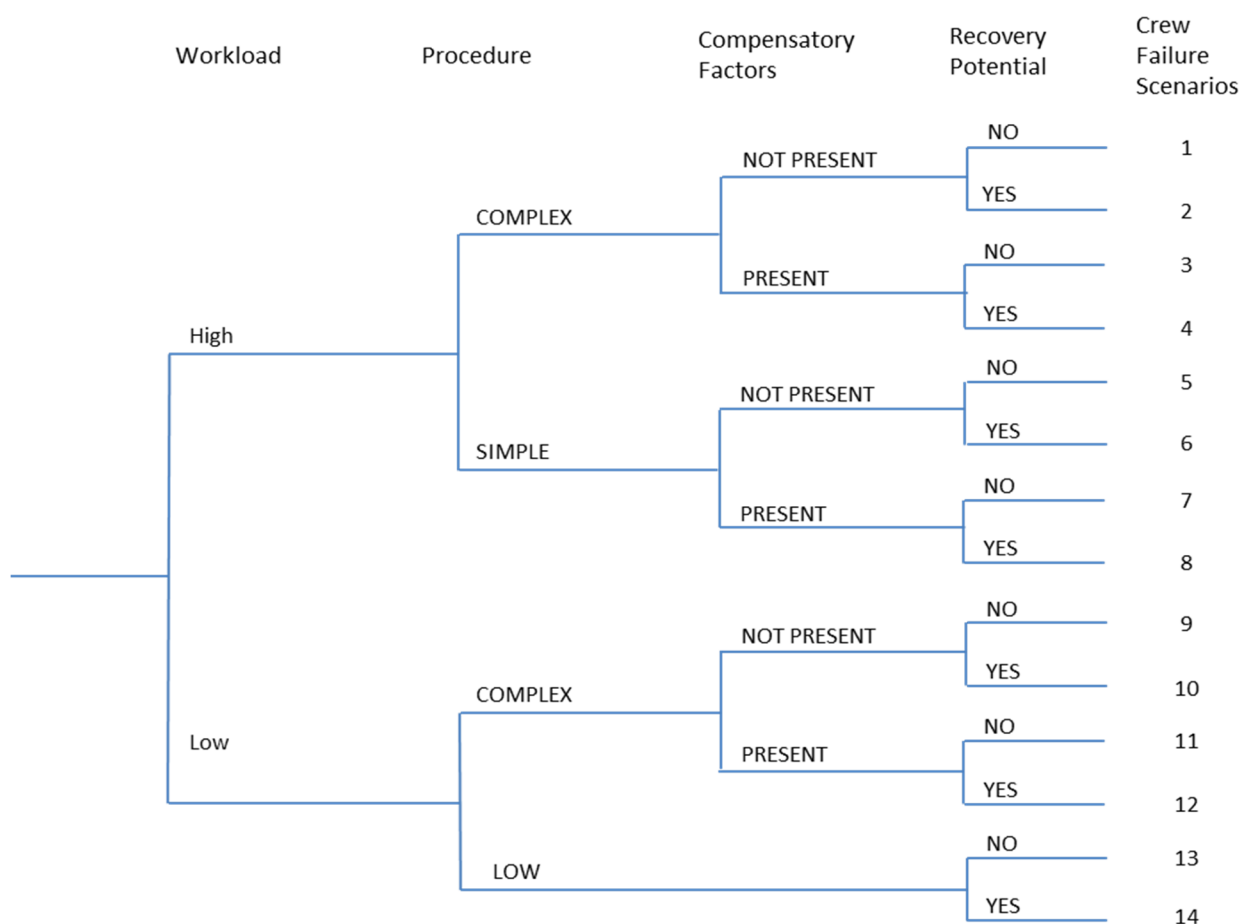 Workload
Procedure
Compensatory
Factors
Recovery
Potential
Crew
Failure
Scenarios
NO
1
NOT PRESENT
YES
2
COMPLEX
NO
3
PRESENT
YES
4
High
NO
5
NOT PRESENT
YES
6
SIMPLE
NO
7
PRESENT
YES
8
NO
9
NOT PRESENT
YES
10
COMPLEX
Low
NO
11
PRESENT
YES
12
NO
13
LOW
YES
14